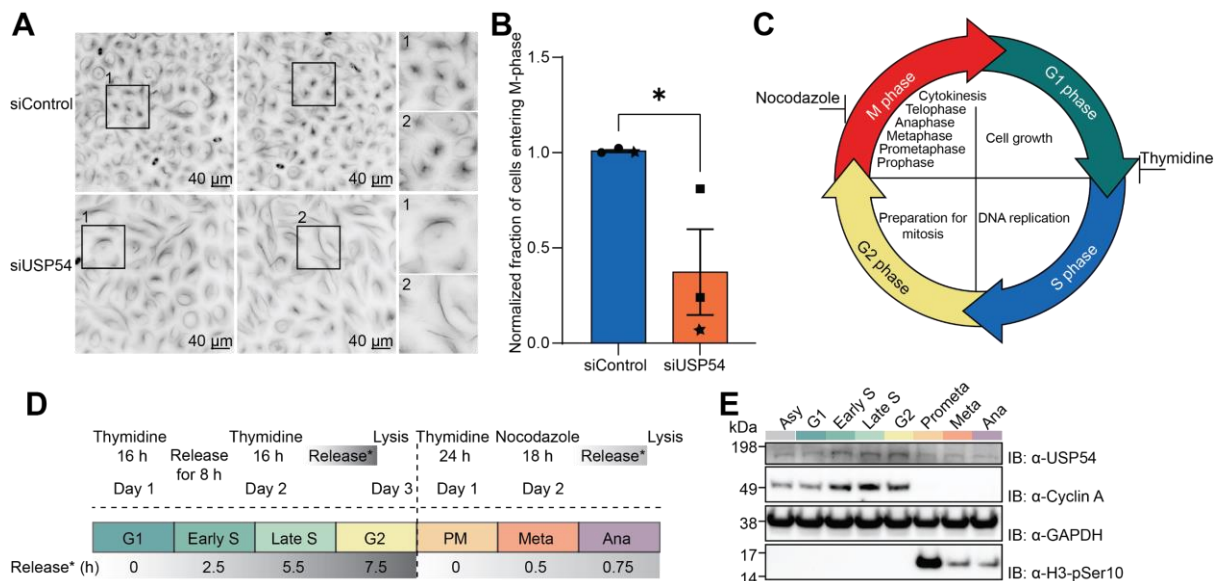 A
siControl
1
40 μm
40 μm
1
2
siUSP54
1
40 μm
2
40 μm
1
2
B
Normalized fraction of cells entering M-phase
1.5
1.0
0.5
0.0
*
siControl
siUSP54
C
Nocodazole
Thymidine
M phase
G1 phase
S phase
G2 phase
Cytokinesis
Telophase
Anaphase
Metaphase
Prometaphase
Prophase
Cell growth
Preparation for
mitosis
DNA replication
D
Thymidine
16 h
Release
for 8 h
Thymidine
16 h
Release*
Lysis
Thymidine
24 h
Nocodazole
18 h
Release*
Lysis
Day 1
Day 2
Day 3
Day 1
Day 2
G1
Early S
Late S
G2
PM
Meta
Ana
Release* (h)
0
2.5
5.5
7.5
0
0.5
0.75
E
kDa
Asy
G1
Early S
Late S
G2
Prometa
Meta
Ana
198
IB: α-USP54
49
IB: α-Cyclin A
38
IB: α-GAPDH
17
14
IB: α-H3-pSer10